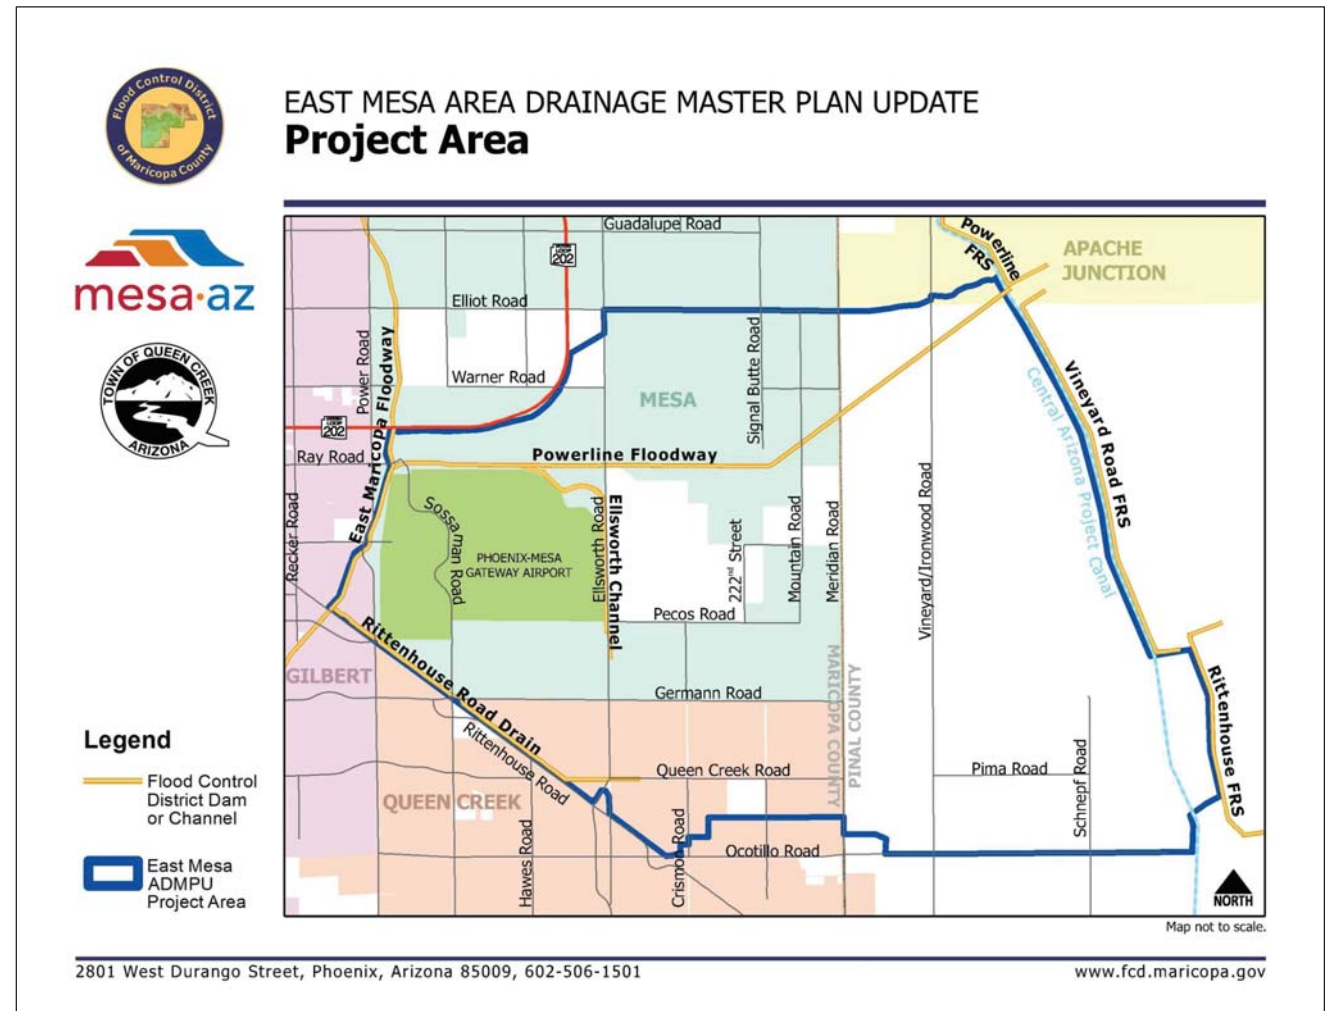 Flood Control District
of Maricopa County
EAST MESA AREA DRAINAGE MASTER PLAN UPDATE
Project Area
mesa·az
TOWN OF QUEEN CREEK
ARIZONA
Guadalupe Road
LOOP
202
Powerline
FRS
APACHE
JUNCTION
Elliot Road
Power Road
East Maricopa Floodway
Warner Road
MESA
Signal Butte Road
Vineyard Road FRS
Central Arizona Project Canal
LOOP
202
Ray Road
Powerline Floodway
Recker Road
Sossaman Road
PHOENIX-MESA
GATEWAY AIRPORT
Ellsworth Road
Ellsworth Channel
222nd Street
Mountain Road
Meridian Road
Vineyard/Ironwood Road
Pecos Road
Rittenhouse Road Drain
GILBERT
MARICOPA COUNTY
PINAL COUNTY
Germann Road
Rittenhouse FRS
Rittenhouse Road
Queen Creek Road
Pima Road
Schnepf Road
QUEEN CREEK
Hawes Road
Crismon Road
Ocotillo Road
NORTH
Map not to scale.
Legend
Flood Control
District Dam
or Channel
East Mesa
ADMPU
Project Area
2801 West Durango Street, Phoenix, Arizona 85009, 602-506-1501
www.fcd.maricopa.gov